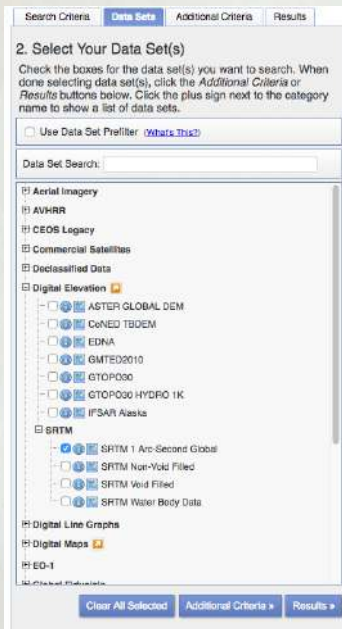 Search Criteria Data Sets Additional Criteria Results
2. Select Your Data Set(s)
Check the boxes for the data set(s) you want to search. When
done selecting data set(s), click the Additional Criteria or
Results buttons below. Click the plus sign next to the category
name to show a list of data sets.
Use Data Set Prefilter (What's This?)
Data Set Search:
Aerial Imagery
AVHRR
CEOS Legacy
Commercial Satellites
Declassified Data
Digital Elevation
ASTER GLOBAL DEM
CoNED TBDEM
EDNA
GMTED2010
GTOPO30
GTOPO30 HYDRO 1K
IFSAR Alaska
SRTM
SRTM 1 Arc-Second Global
SRTM Non-Void Filled
SRTM Void Filled
SRTM Water Body Data
Digital Line Graphs
Digital Maps
EO-1
Global Fiducials
Clear All Selected Additional Criteria » Results »